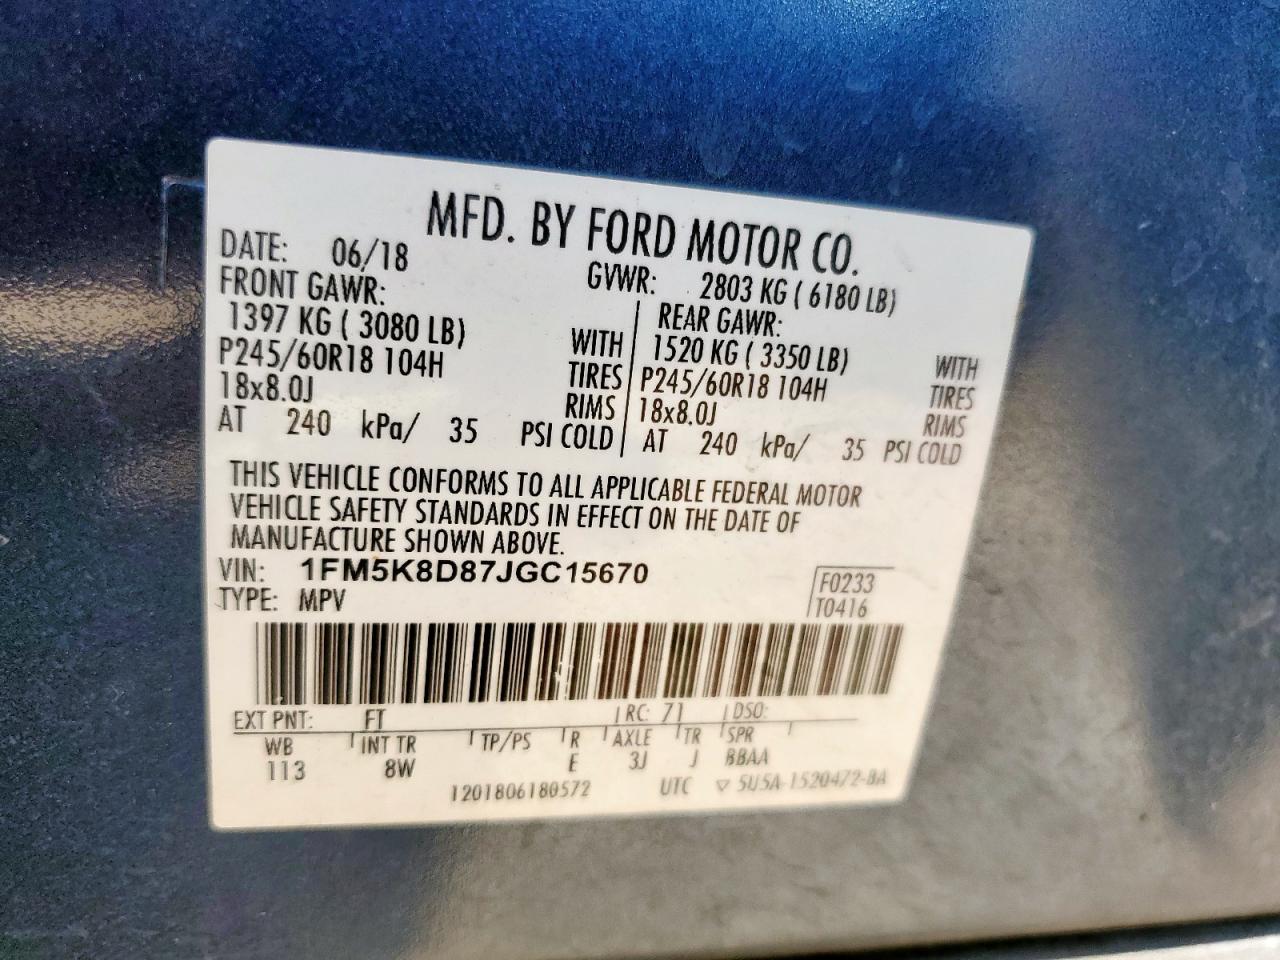 MFD. BY FORD MOTOR CO.
DATE: 06/18 GVWR: 2803 KG ( 6180 LB)
FRONT GAWR: REAR GAWR:
1397 KG ( 3080 LB) WITH 1520 KG ( 3350 LB) WITH
P245/60R18 104H TIRES P245/60R18 104H TIRES
18x8.0J RIMS 18x8.0J RIMS
AT 240 kPa/ 35 PSI COLD AT 240 kPa/ 35 PSI COLD
THIS VEHICLE CONFORMS TO ALL APPLICABLE FEDERAL MOTOR
VEHICLE SAFETY STANDARDS IN EFFECT ON THE DATE OF
MANUFACTURE SHOWN ABOVE.
VIN: 1FM5K8D87JGC15670
TYPE: MPV
F0233
T0416
EXT PNT: FT RC: 71 DSO:
WB INT TR TP/PS R AXLE TR SPR
113 8W E 3J J BBAA
1201806180572 UTC ▽ 5U5A-1520472-BA